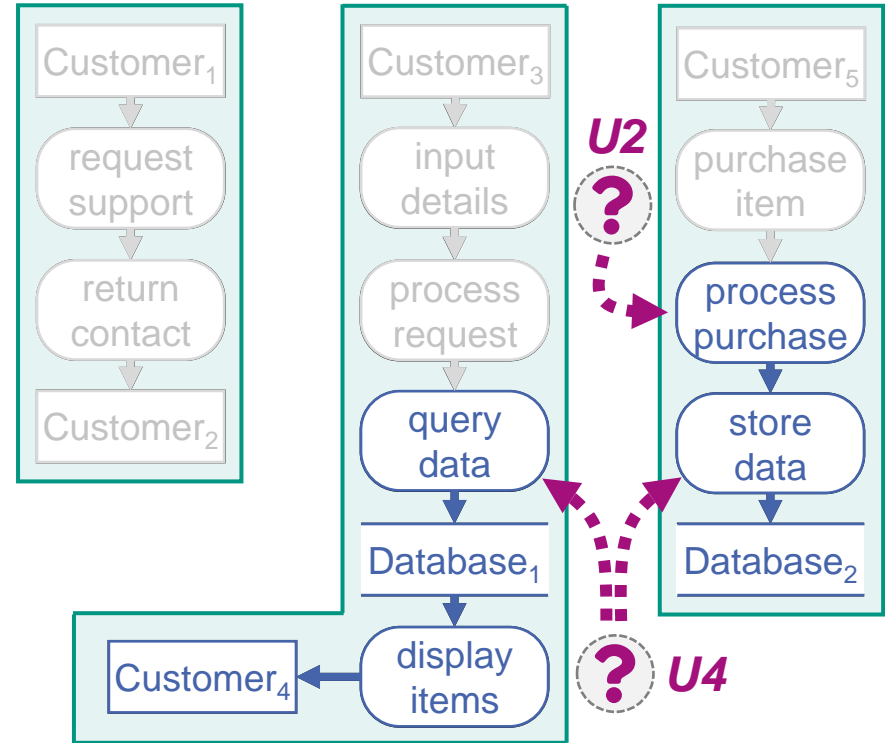 Customer₁
request
support
return
contact
Customer₂
Customer₃
input
details
process
request
query
data
Database₁
display
items
Customer₄
U2
?
U4
?
Customer₅
purchase
item
process
purchase
store
data
Database₂